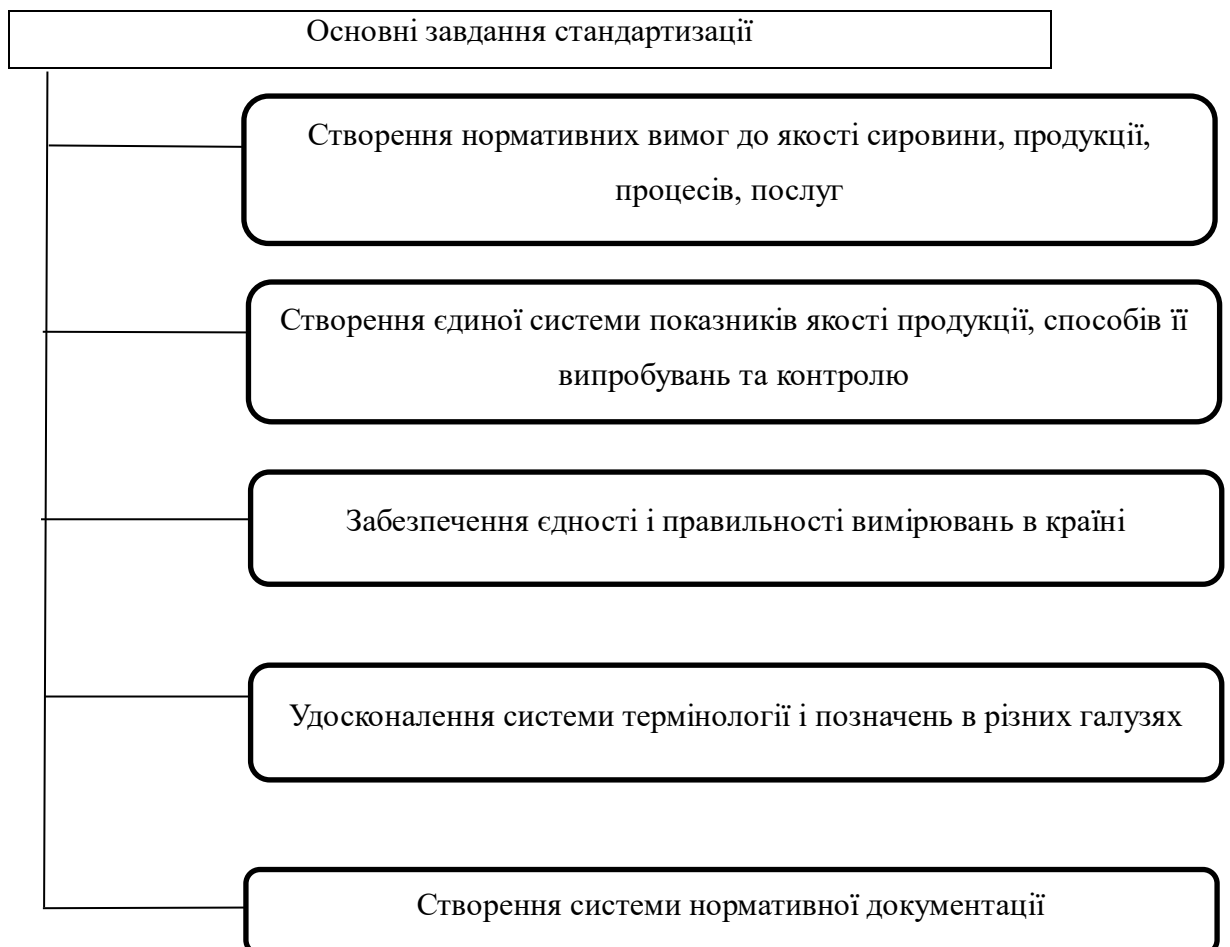 Основні завдання стандартизації
Створення нормативних вимог до якості сировини, продукції,
процесів, послуг
Створення єдиної системи показників якості продукції, способів її
випробувань та контролю
Забезпечення єдності і правильності вимірювань в країні
Удосконалення системи термінології і позначень в різних галузях
Створення системи нормативної документації